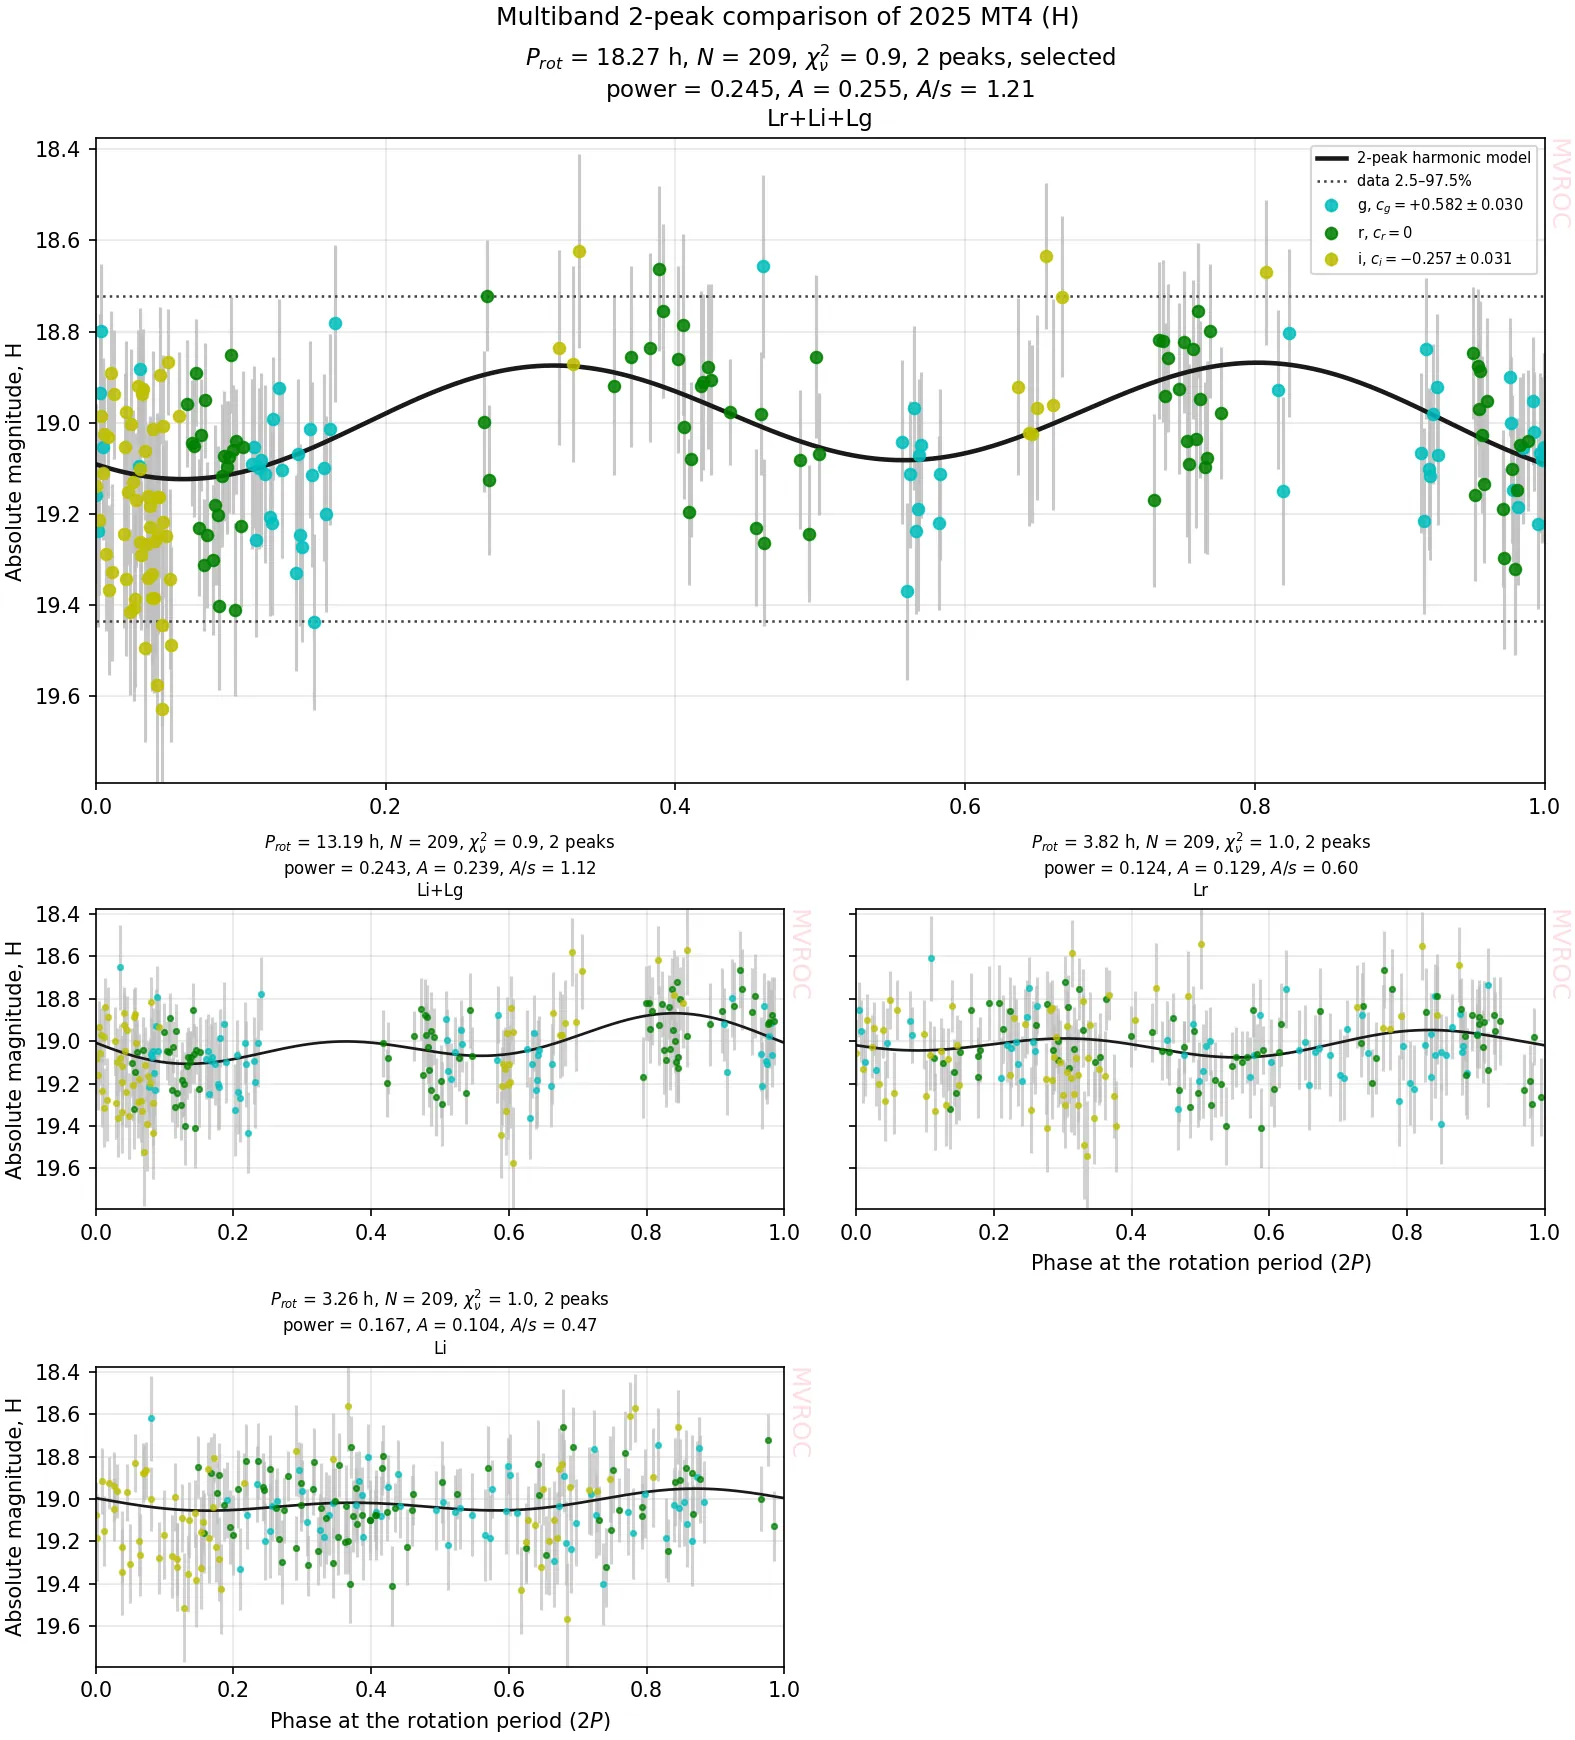 Multiband 2-peak comparison of 2025 MT4 (H)
P_rot = 18.27 h, N = 209, χ²_ν = 0.9, 2 peaks, selected
power = 0.245, A = 0.255, A/s = 1.21
Lr+Li+Lg
2-peak harmonic model
data 2.5–97.5%
g, c_g = +0.582 ± 0.030
r, c_r = 0
i, c_i = −0.257 ± 0.031
MVROC
Absolute magnitude, H
18.4
18.6
18.8
19.0
19.2
19.4
19.6
0.0 0.2 0.4 0.6 0.8 1.0
P_rot = 13.19 h, N = 209, χ²_ν = 0.9, 2 peaks
power = 0.243, A = 0.239, A/s = 1.12
Li+Lg
MVROC
Absolute magnitude, H
18.4
18.6
18.8
19.0
19.2
19.4
19.6
0.0 0.2 0.4 0.6 0.8 1.0
P_rot = 3.82 h, N = 209, χ²_ν = 1.0, 2 peaks
power = 0.124, A = 0.129, A/s = 0.60
Lr
MVROC
0.0 0.2 0.4 0.6 0.8 1.0
Phase at the rotation period (2P)
P_rot = 3.26 h, N = 209, χ²_ν = 1.0, 2 peaks
power = 0.167, A = 0.104, A/s = 0.47
Li
MVROC
Absolute magnitude, H
18.4
18.6
18.8
19.0
19.2
19.4
19.6
0.0 0.2 0.4 0.6 0.8 1.0
Phase at the rotation period (2P)